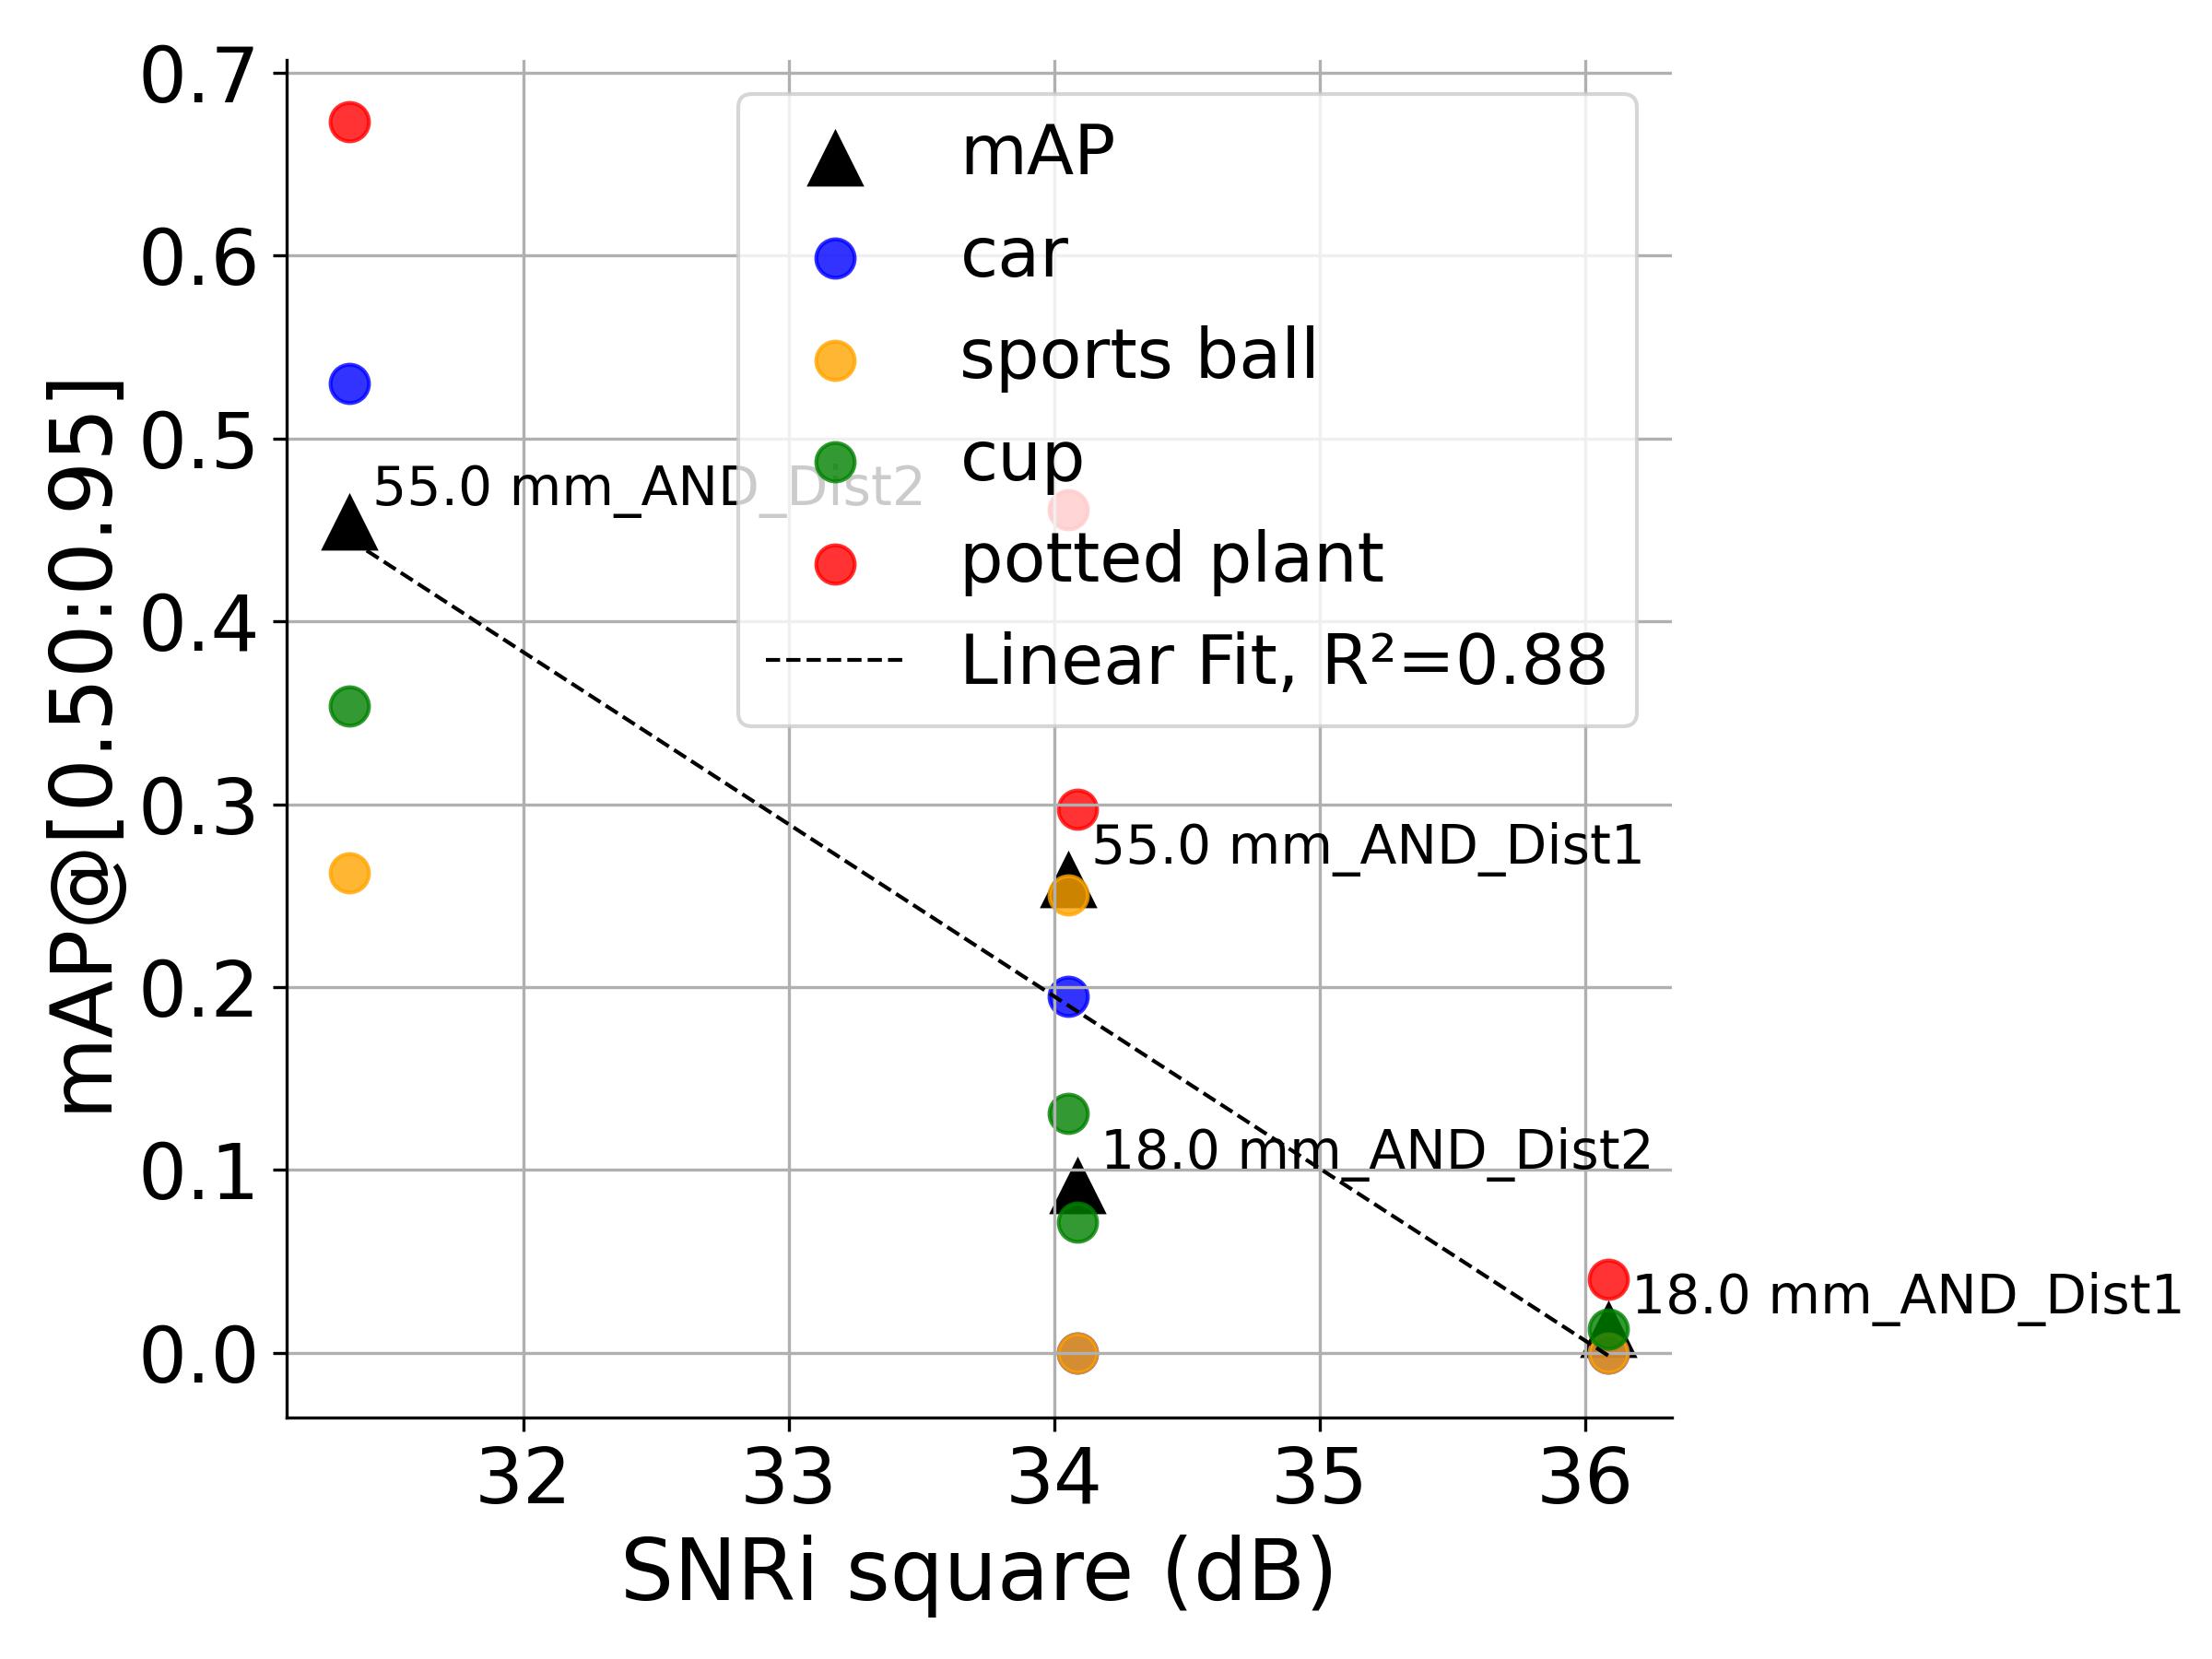 0.7
0.6
0.5
0.4
0.3
0.2
0.1
0.0
mAP@[0.50:0.95]
mAP
car
sports ball
cup
potted plant
Linear Fit, R²=0.88
55.0 mm_AND_Dist2
55.0 mm_AND_Dist1
18.0 mm_AND_Dist2
18.0 mm_AND_Dist1
32 33 34 35 36
SNRi square (dB)